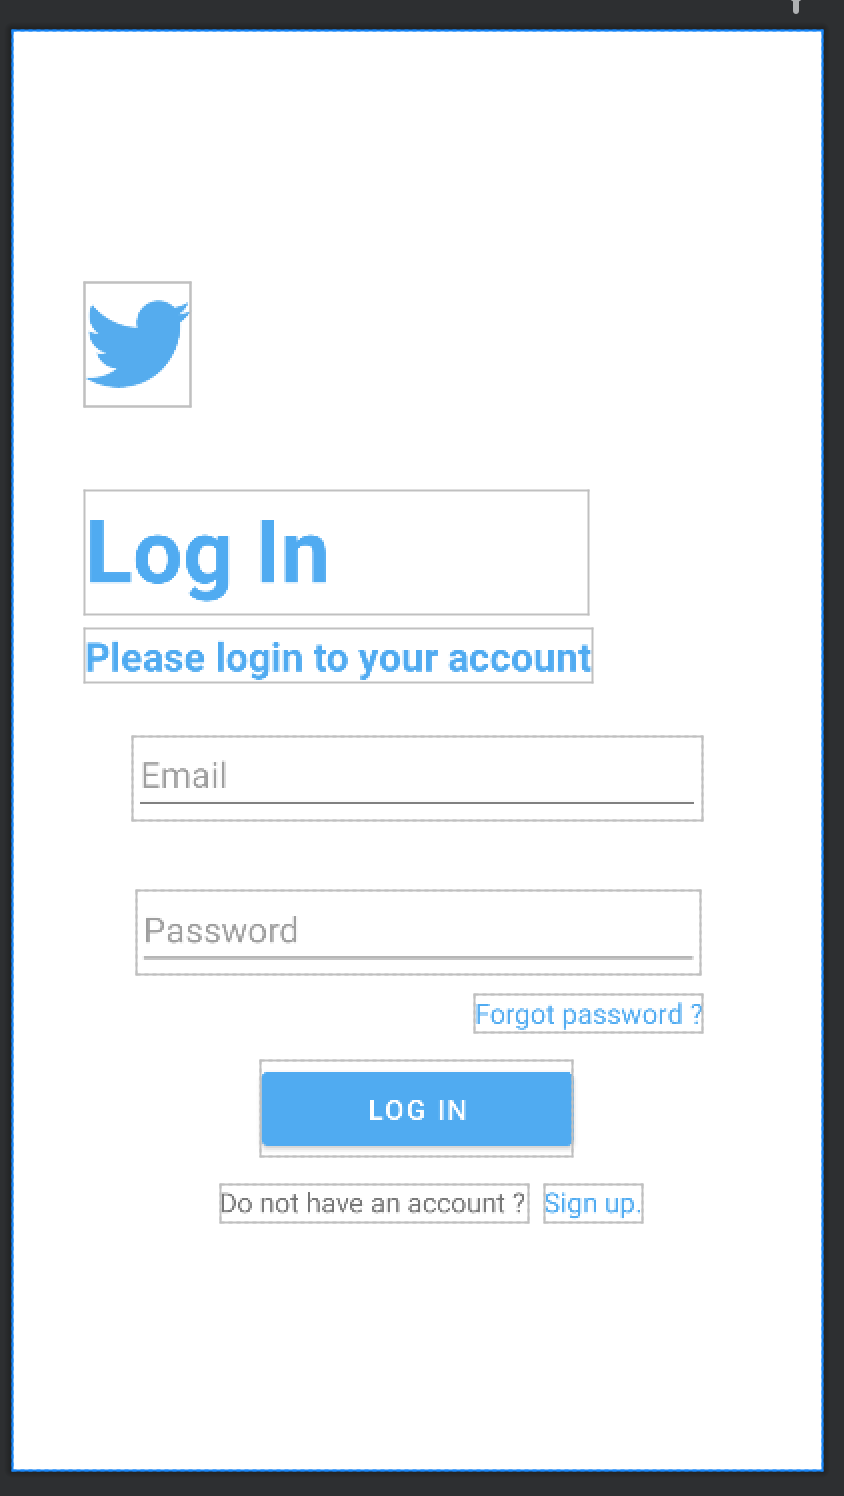 Log In
Please login to your account
Email
Password
Forgot password ?
LOG IN
Do not have an account ? Sign up.